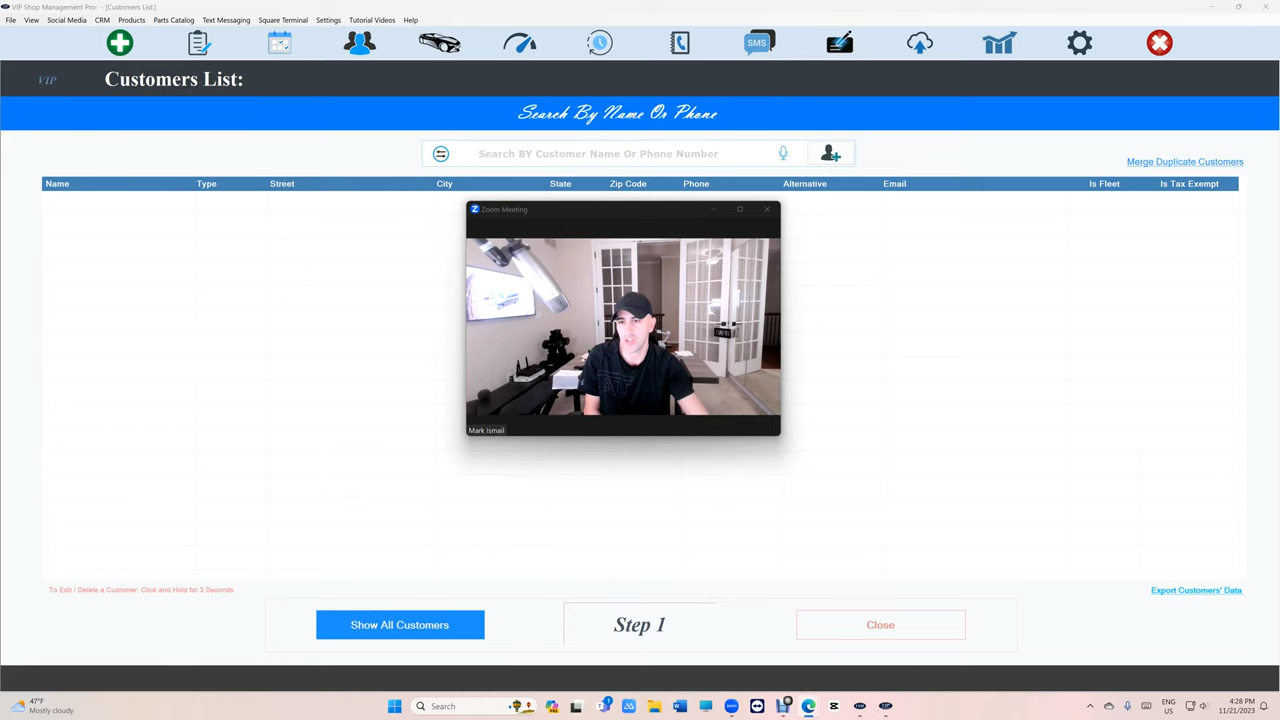 VIP Shop Management Pro: - [Customers List:]
File View Social Media CRM Products Parts Catalog Text Messaging Square Terminal Settings Tutorial Videos Help
SMS
VIP Customers List:
Search By Name Or Phone
Search BY Customer Name Or Phone Number
Merge Duplicate Customers
Name Type Street City State Zip Code Phone Alternative Email Is Fleet Is Tax Exempt
Zoom Meeting
Mark Ismail
To Edit / Delete a Customer: Click and Hold for 3 Seconds
Export Customers' Data
Show All Customers Step 1 Close
47°F
Mostly cloudy
Search
ENG
US
4:28 PM
11/21/2023